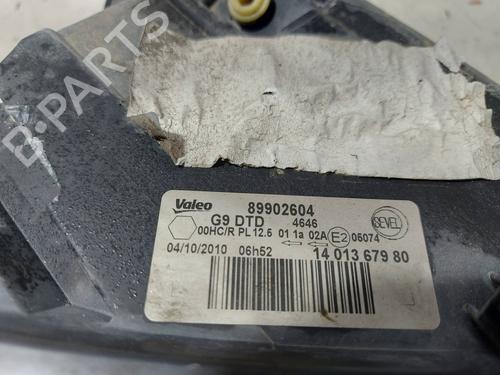 B-PARTS
Valeo 89902604
G9 DTD 4646
00HC/R PL 12.5 01 1a 02A E2 05074
SEVEL
04/10/2010 06h52 14 013 679 80